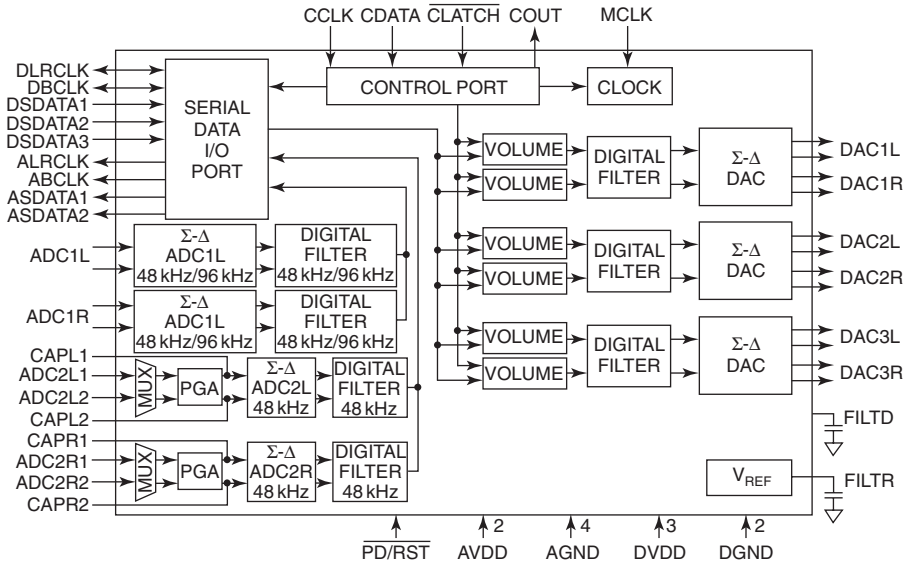 CCLK CDATA CLATCH COUT MCLK
DLRCLK
DBCLK
DSDATA1
DSDATA2
DSDATA3
ALRCLK
ABCLK
ASDATA1
ASDATA2
SERIAL
DATA
I/O
PORT
CONTROL PORT
CLOCK
VOLUME
VOLUME
DIGITAL
FILTER
Σ-Δ
DAC
DAC1L
DAC1R
VOLUME
VOLUME
DIGITAL
FILTER
Σ-Δ
DAC
DAC2L
DAC2R
VOLUME
VOLUME
DIGITAL
FILTER
Σ-Δ
DAC
DAC3L
DAC3R
ADC1L
Σ-Δ
ADC1L
48 kHz/96 kHz
DIGITAL
FILTER
48 kHz/96 kHz
ADC1R
Σ-Δ
ADC1L
48 kHz/96 kHz
DIGITAL
FILTER
48 kHz/96 kHz
CAPL1
ADC2L1
ADC2L2
CAPL2
MUX
PGA
Σ-Δ
ADC2L
48 kHz
DIGITAL
FILTER
48 kHz
CAPR1
ADC2R1
ADC2R2
CAPR2
MUX
PGA
Σ-Δ
ADC2R
48 kHz
DIGITAL
FILTER
48 kHz
FILTD
VREF
FILTR
2 4 3 2
PD/RST AVDD AGND DVDD DGND